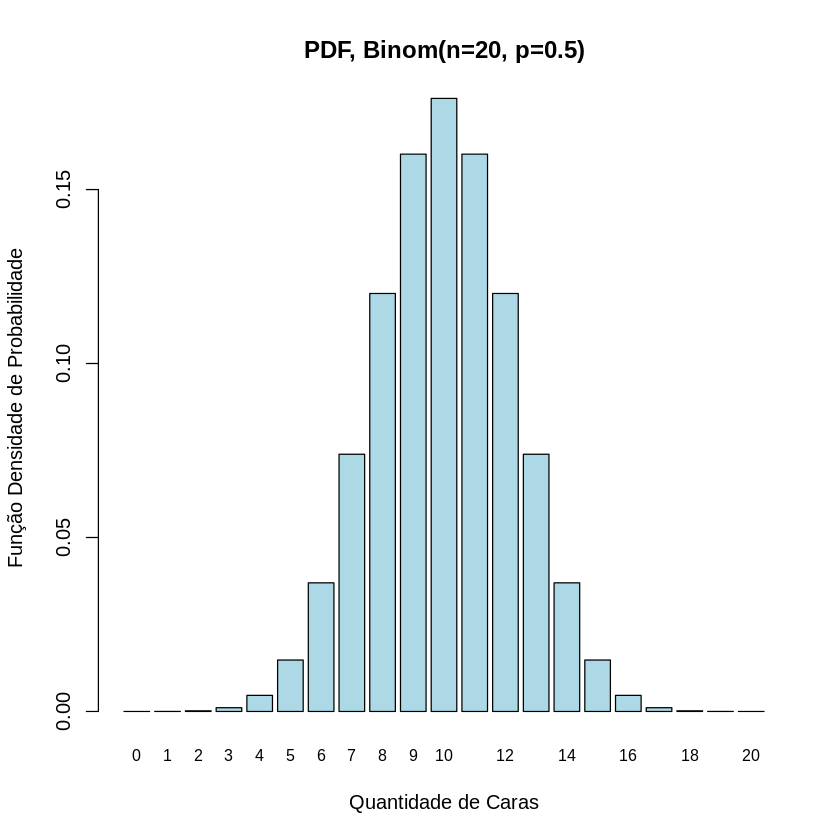 PDF, Binom(n=20, p=0.5)
Função Densidade de Probabilidade
0.15
0.10
0.05
0.00
0 1 2 3 4 5 6 7 8 9 10 12 14 16 18 20
Quantidade de Caras